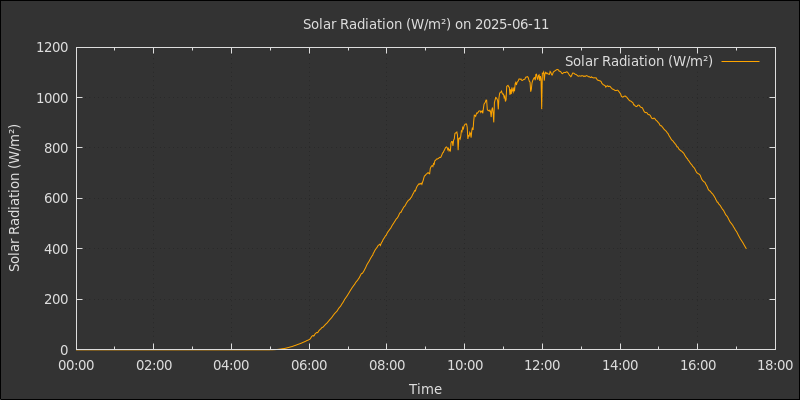 Solar Radiation (W/m²) on 2025-06-11
Solar Radiation (W/m²)
1200
1000
800
600
400
200
0
Solar Radiation (W/m²)
00:00 02:00 04:00 06:00 08:00 10:00 12:00 14:00 16:00 18:00
Time